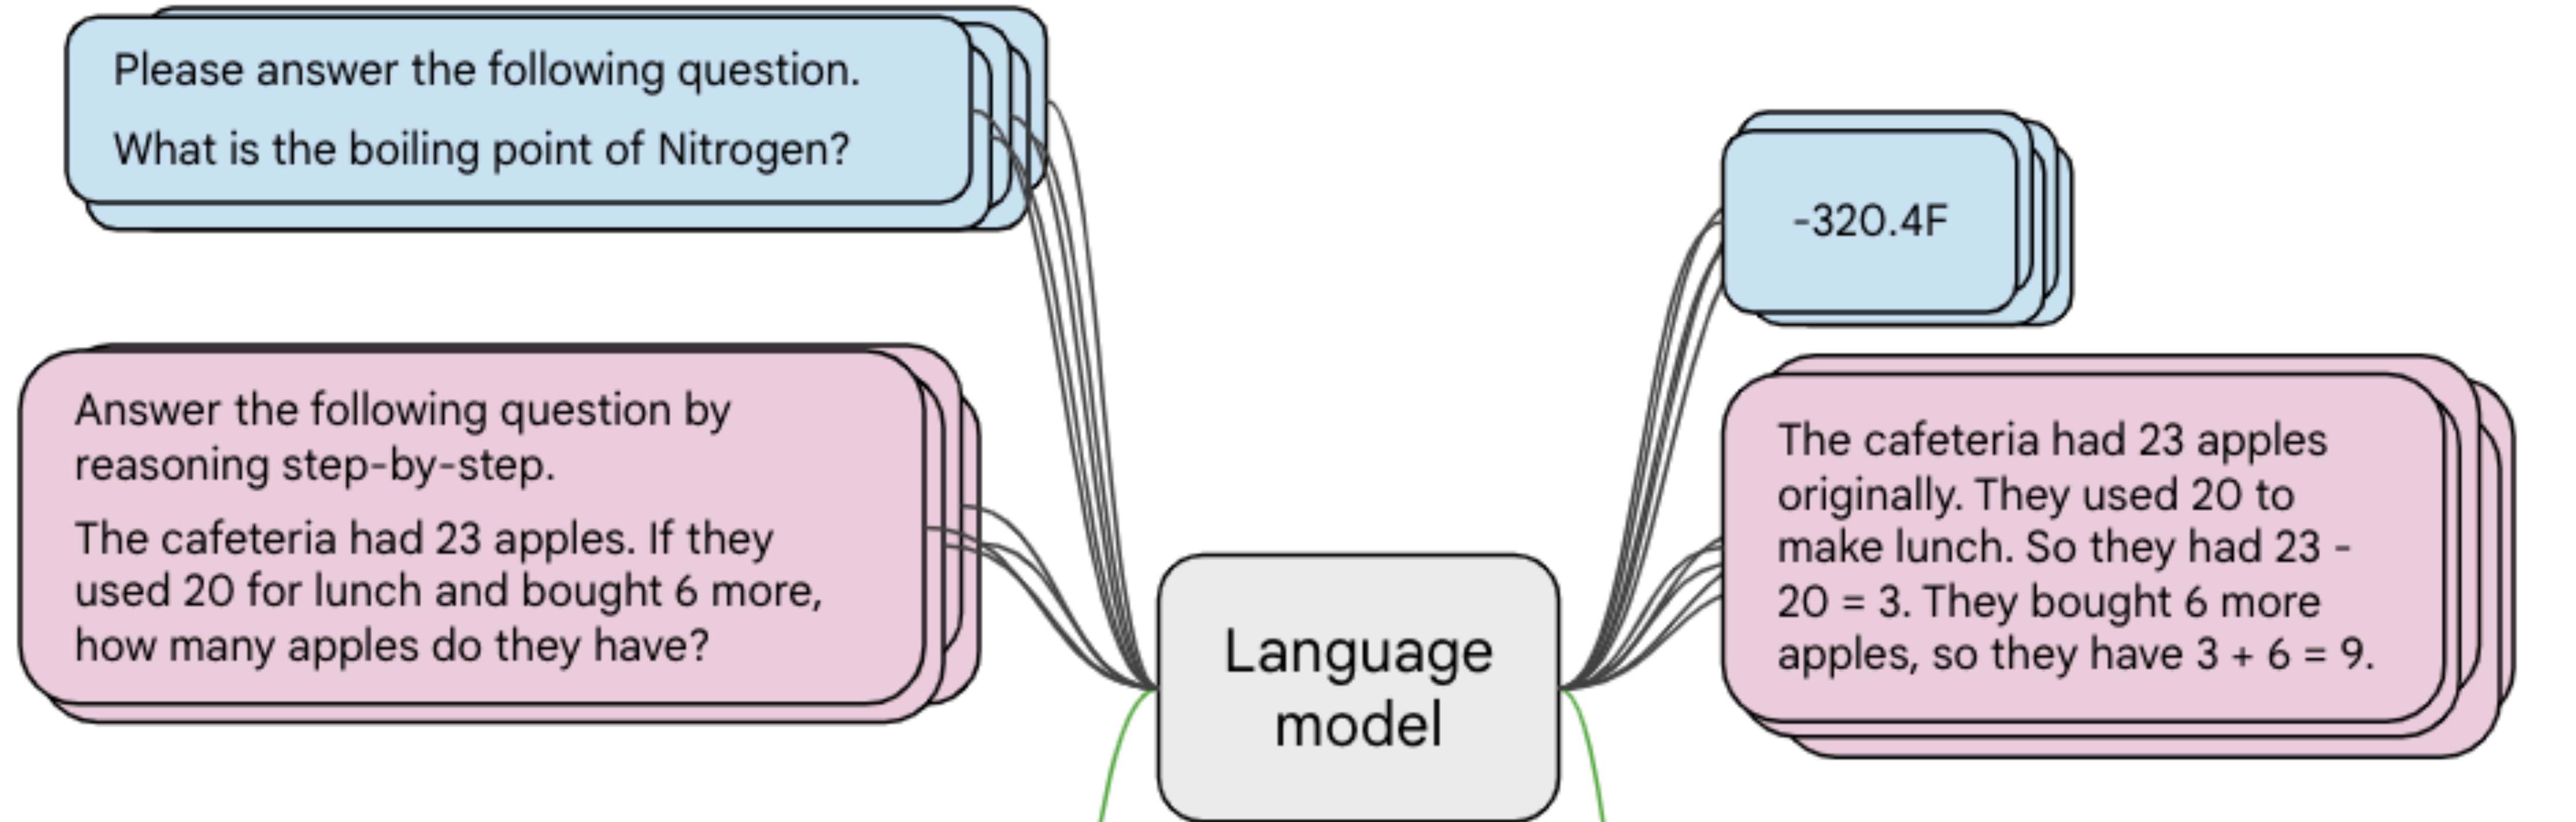 Please answer the following question.
What is the boiling point of Nitrogen?
Answer the following question by
reasoning step-by-step.
The cafeteria had 23 apples. If they
used 20 for lunch and bought 6 more,
how many apples do they have?
Language
model
-320.4F
The cafeteria had 23 apples
originally. They used 20 to
make lunch. So they had 23 -
20 = 3. They bought 6 more
apples, so they have 3 + 6 = 9.